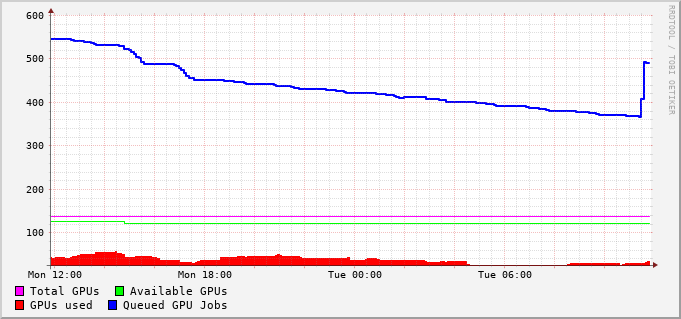 600
500
400
300
200
100
Mon 12:00 Mon 18:00 Tue 00:00 Tue 06:00
Total GPUs Available GPUs
GPUs used Queued GPU Jobs
RRDTOOL / TOBI OETIKER